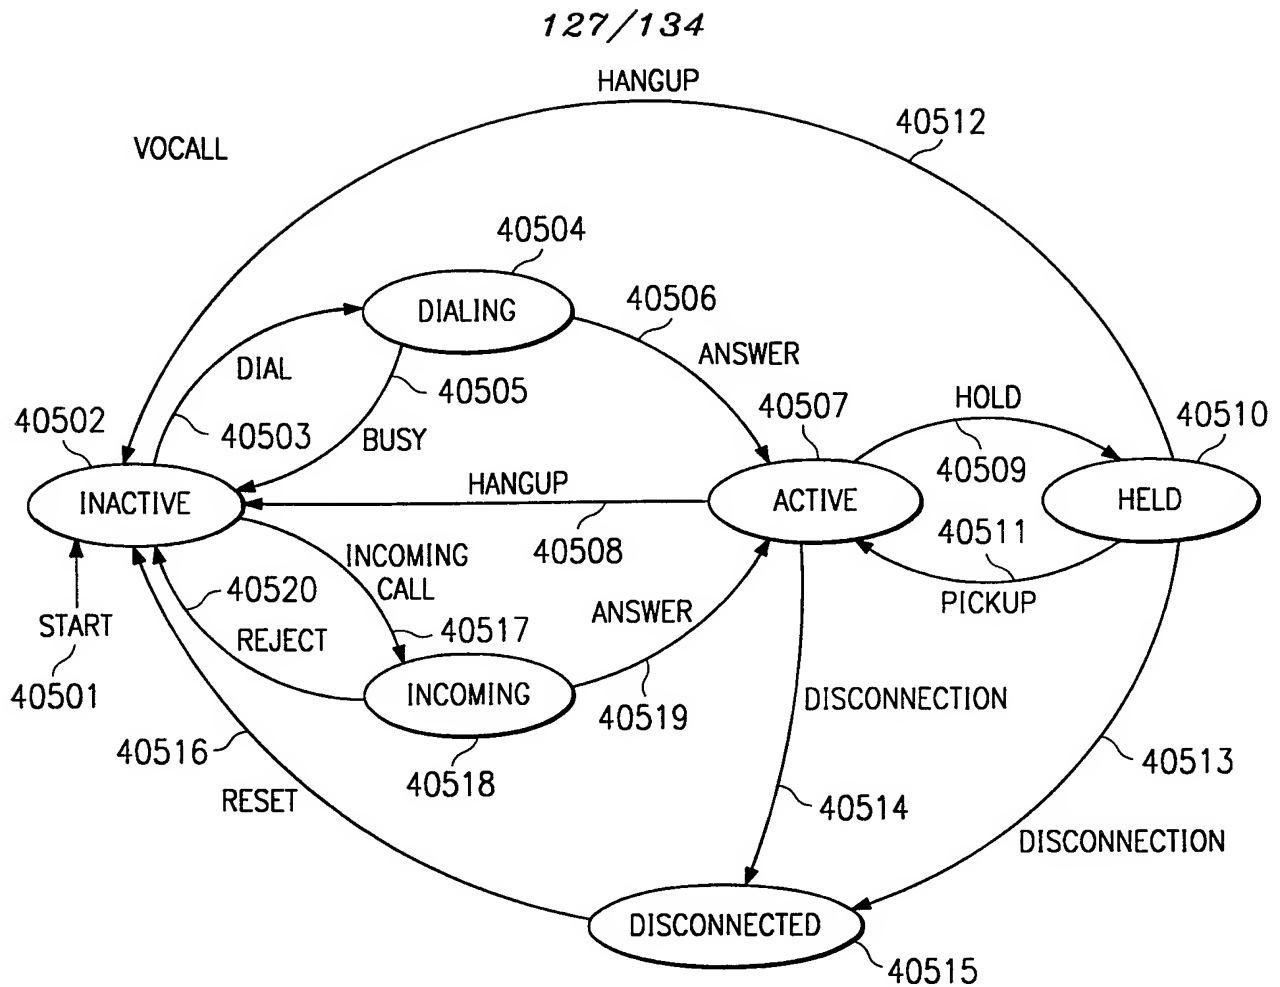 127/134
HANGUP
40512
VOCALL
40504
DIALING
40506
ANSWER
DIAL
40505
40502
40503
BUSY
40507
HOLD
40510
40509
INACTIVE
HANGUP
ACTIVE
HELD
40508
40511
INCOMING
CALL
PICKUP
40520
START
REJECT
40517
ANSWER
40501
INCOMING
40519
DISCONNECTION
40516
40518
40513
RESET
40514
DISCONNECTION
DISCONNECTED
40515